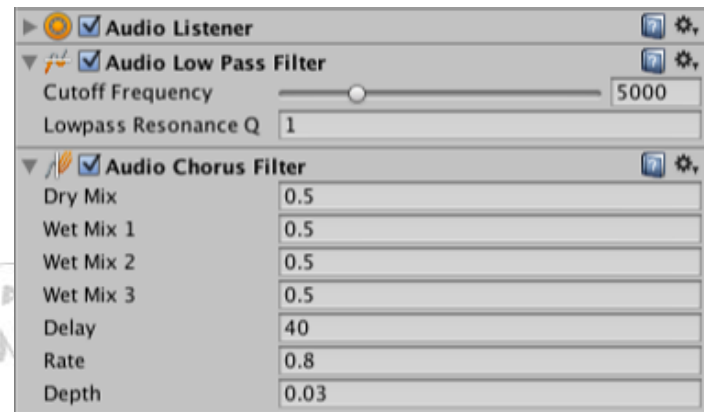 Audio Listener
Audio Low Pass Filter
Cutoff Frequency 5000
Lowpass Resonance Q 1
Audio Chorus Filter
Dry Mix 0.5
Wet Mix 1 0.5
Wet Mix 2 0.5
Wet Mix 3 0.5
Delay 40
Rate 0.8
Depth 0.03